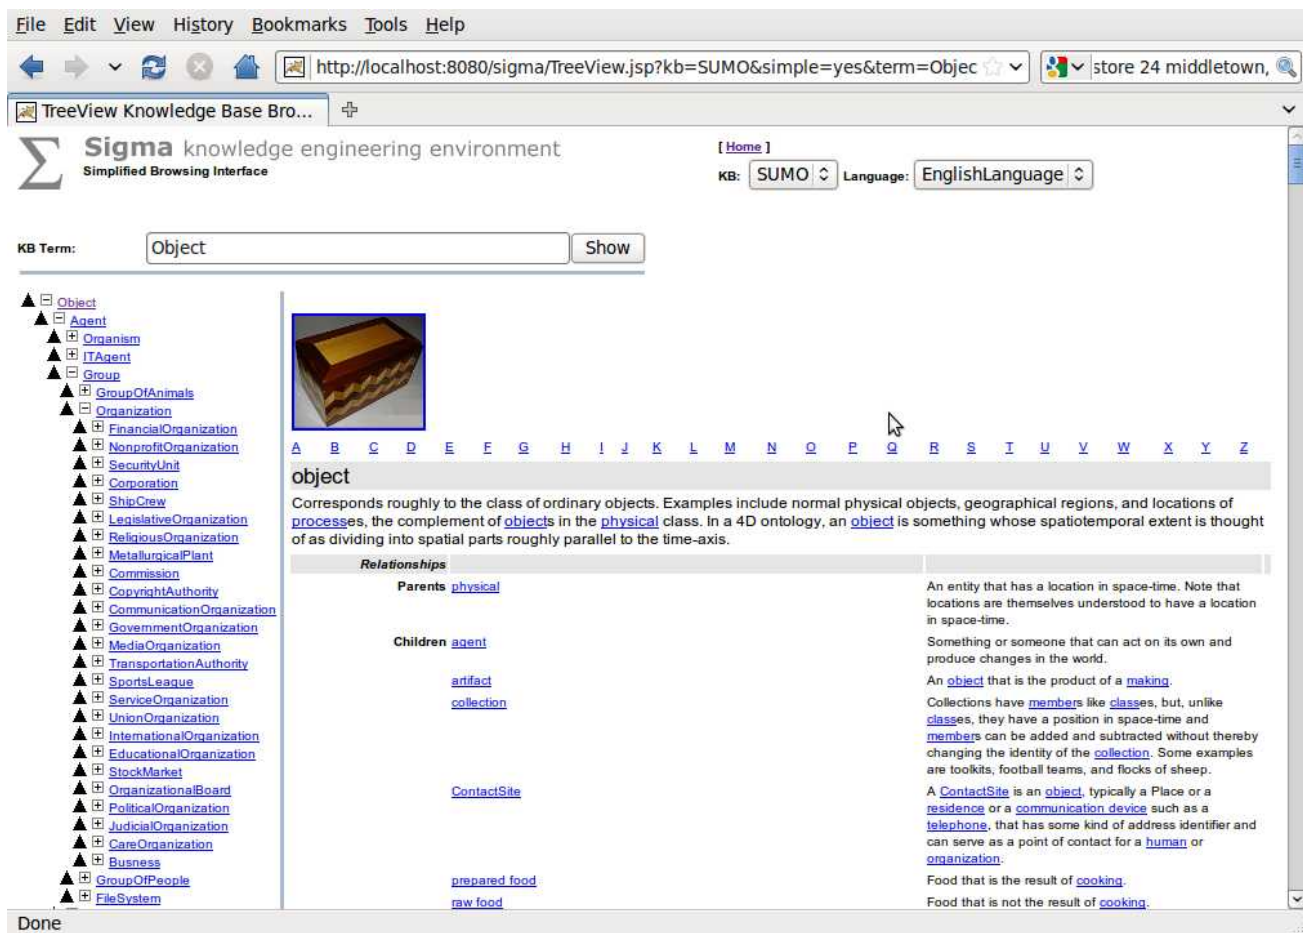 File Edit View History Bookmarks Tools Help
http://localhost:8080/sigma/TreeView.jsp?kb=SUMO&simple=yes&term=Objec
store 24 middletown,
TreeView Knowledge Base Bro...
Sigma knowledge engineering environment
Simplified Browsing Interface
[ Home ]
KB: SUMO Language: EnglishLanguage
KB Term: Object Show
Object
Agent
Organism
ITAgent
Group
GroupOfAnimals
Organization
FinancialOrganization
NonprofitOrganization
SecurityUnit
Corporation
ShipCrew
LegislativeOrganization
ReligiousOrganization
MetallurgicalPlant
Commission
CopyrightAuthority
CommunicationOrganization
GovernmentOrganization
MediaOrganization
TransportationAuthority
SportsLeague
ServiceOrganization
UnionOrganization
InternationalOrganization
EducationalOrganization
StockMarket
OrganizationalBoard
PoliticalOrganization
JudicialOrganization
CareOrganization
Busness
GroupOfPeople
FileSystem
A B C D E F G H I J K L M N O P Q R S T U V W X Y Z
object
Corresponds roughly to the class of ordinary objects. Examples include normal physical objects, geographical regions, and locations of
processes, the complement of objects in the physical class. In a 4D ontology, an object is something whose spatiotemporal extent is thought
of as dividing into spatial parts roughly parallel to the time-axis.
Relationships
Parents physical An entity that has a location in space-time. Note that
locations are themselves understood to have a location
in space-time.
Children agent Something or someone that can act on its own and
produce changes in the world.
artifact An object that is the product of a making.
collection Collections have members like classes, but, unlike
classes, they have a position in space-time and
members can be added and subtracted without thereby
changing the identity of the collection. Some examples
are toolkits, football teams, and flocks of sheep.
ContactSite A ContactSite is an object, typically a Place or a
residence or a communication device such as a
telephone, that has some kind of address identifier and
can serve as a point of contact for a human or
organization.
prepared food Food that is the result of cooking.
raw food Food that is not the result of cooking.
Done